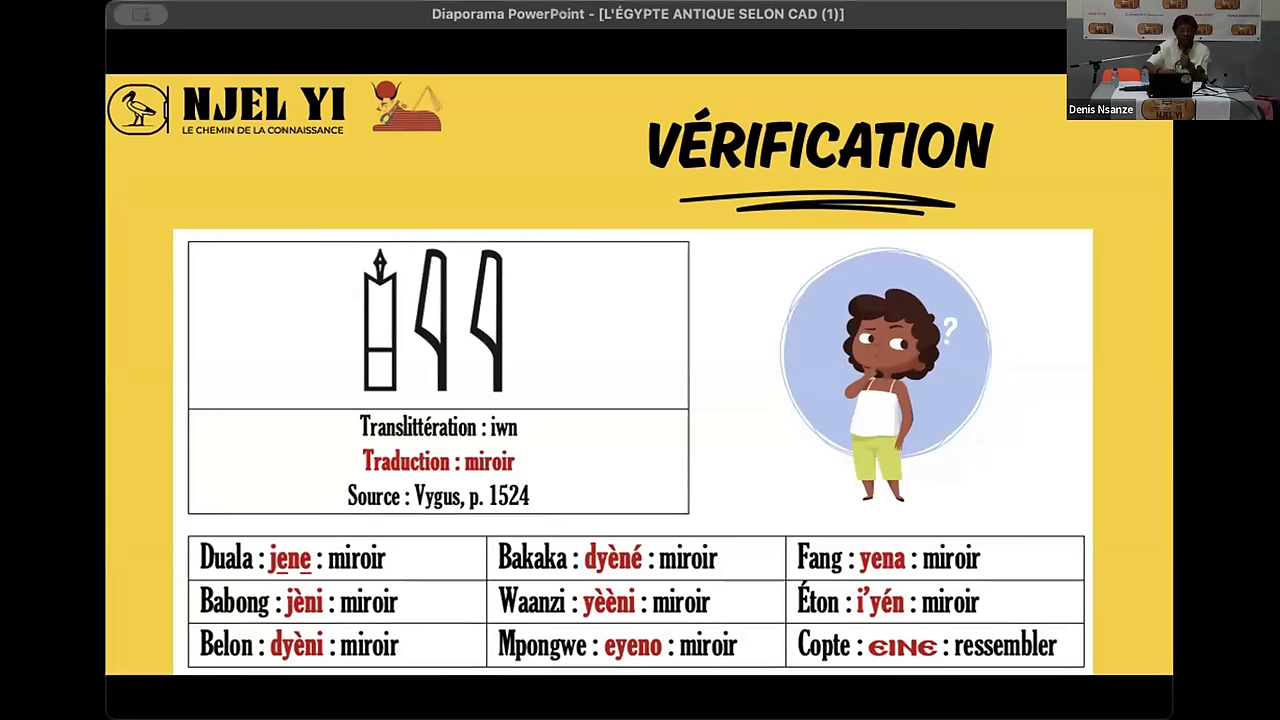 Diaporama PowerPoint - [L'ÉGYPTE ANTIQUE SELON CAD (1)]
Denis Nsanze
NJEL YI
NJEL YI
LE CHEMIN DE LA CONNAISSANCE
VÉRIFICATION
?
Translittération : iwn
Traduction : miroir
Source : Vygus, p. 1524
Duala : jene : miroir
Bakaka : dyèné : miroir
Fang : yena : miroir
Babong : jèni : miroir
Waanzi : yèèni : miroir
Éton : i'yén : miroir
Belon : dyèni : miroir
Mpongwe : eyeno : miroir
Copte : ⲉⲓⲛⲉ : ressembler